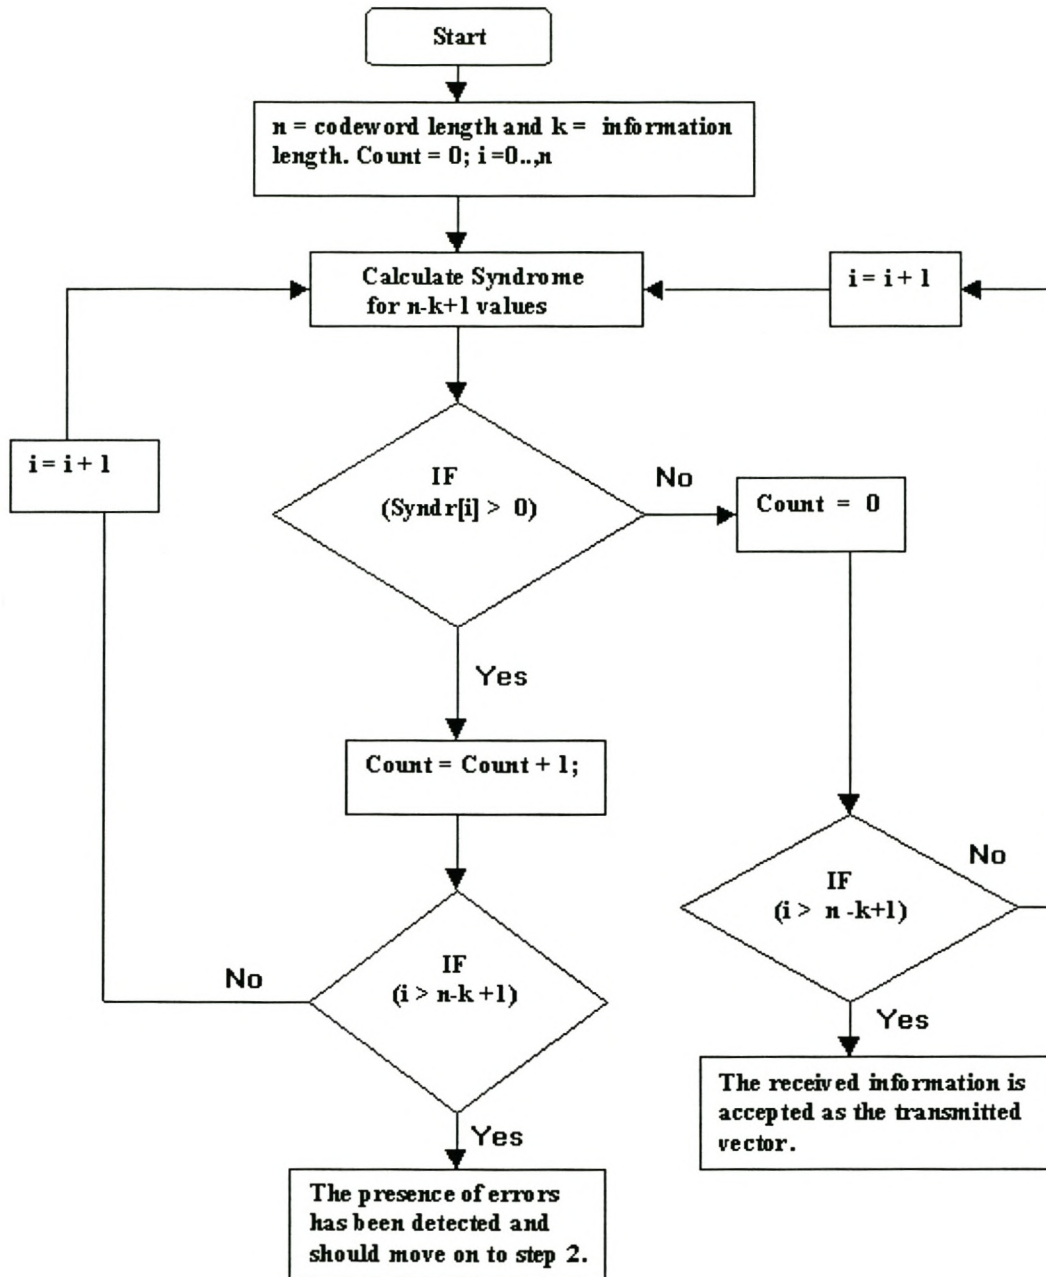 Start
n = codeword length and k = information
length. Count = 0; i =0..,n
Calculate Syndrome
for n-k+1 values
i = i + 1
i = i + 1
IF
(Syndr[i] > 0)
No
Count = 0
Yes
Count = Count + 1;
IF
(i > n -k+1)
No
IF
(i > n-k +1)
No
Yes
The received information is
accepted as the transmitted
vector.
Yes
The presence of errors
has been detected and
should move on to step 2.